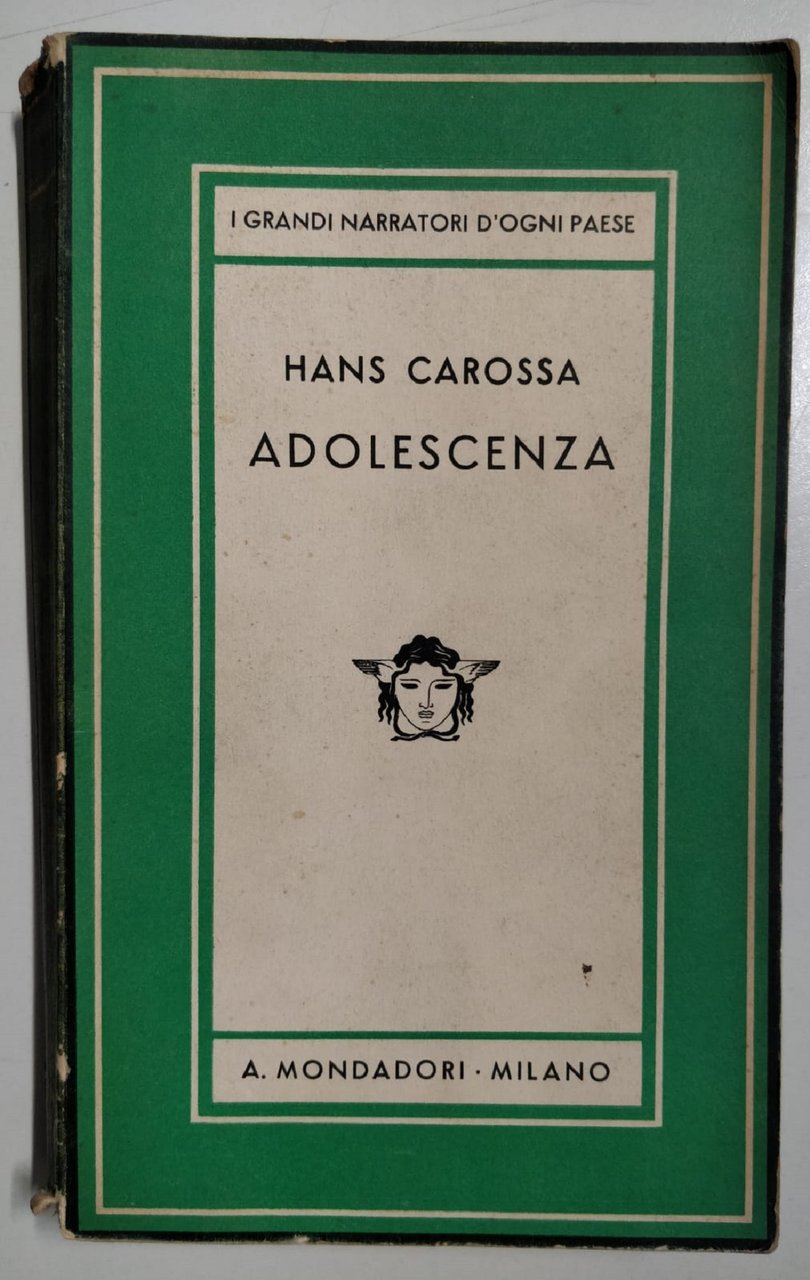 I GRANDI NARRATORI D'OGNI PAESE
HANS CAROSSA
ADOLESCENZA
A. MONDADORI · MILANO